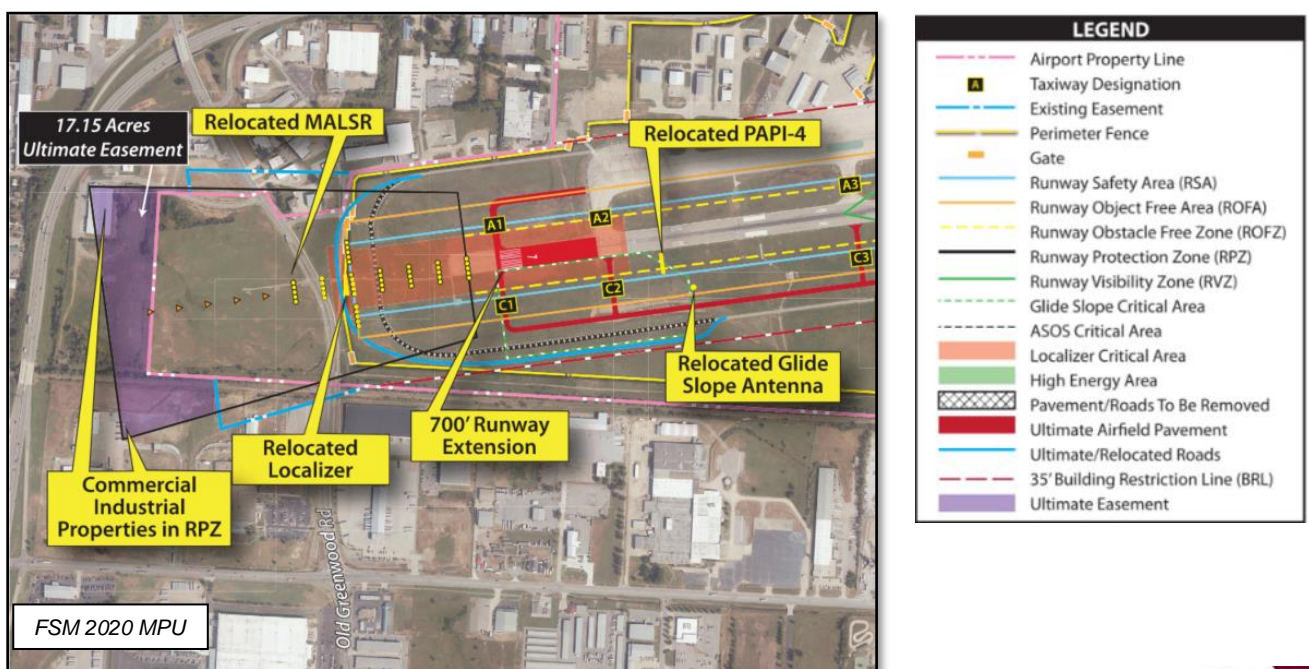 17.15 Acres
Ultimate Easement
Relocated MALSR
Relocated PAPI-4
A3
A1
A2
C3
C2
C1
1
Relocated Glide
Slope Antenna
700' Runway
Extension
Relocated
Localizer
Commercial
Industrial
Properties in RPZ
Old Greenwood Rd
FSM 2020 MPU
LEGEND
Airport Property Line
A Taxiway Designation
Existing Easement
Perimeter Fence
Gate
Runway Safety Area (RSA)
Runway Object Free Area (ROFA)
Runway Obstacle Free Zone (ROFZ)
Runway Protection Zone (RPZ)
Runway Visibility Zone (RVZ)
Glide Slope Critical Area
ASOS Critical Area
Localizer Critical Area
High Energy Area
Pavement/Roads To Be Removed
Ultimate Airfield Pavement
Ultimate/Relocated Roads
35' Building Restriction Line (BRL)
Ultimate Easement